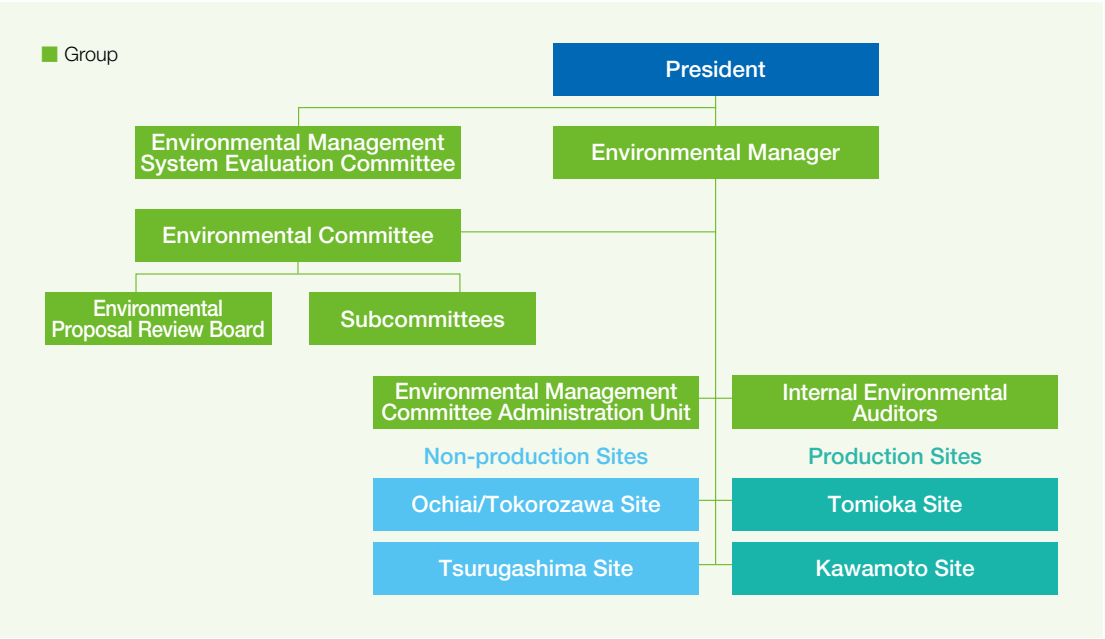 Group
President
Environmental Management
System Evaluation Committee
Environmental Manager
Environmental Committee
Environmental
Proposal Review Board
Subcommittees
Environmental Management
Committee Administration Unit
Internal Environmental
Auditors
Non-production Sites
Production Sites
Ochiai/Tokorozawa Site
Tomioka Site
Tsurugashima Site
Kawamoto Site